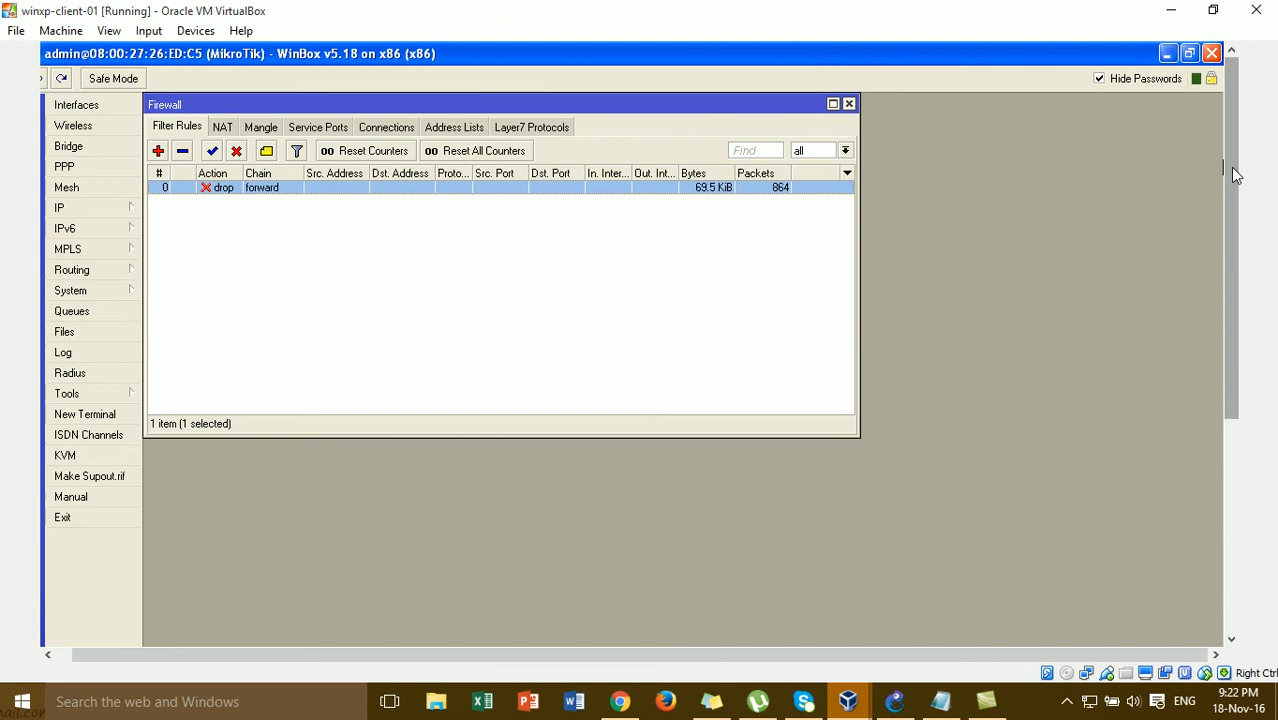 winxp-client-01 [Running] - Oracle VM VirtualBox
File Machine View Input Devices Help
admin@08:00:27:26:ED:C5 (MikroTik) - WinBox v5.18 on x86 (x86)
Safe Mode
Hide Passwords
Interfaces
Wireless
Bridge
PPP
Mesh
IP
IPv6
MPLS
Routing
System
Queues
Files
Log
Radius
Tools
New Terminal
ISDN Channels
KVM
Make Supout.rif
Manual
Exit
Firewall
Filter Rules NAT Mangle Service Ports Connections Address Lists Layer7 Protocols
00 Reset Counters 00 Reset All Counters Find all
# Action Chain Src. Address Dst. Address Proto... Src. Port Dst. Port In. Inter... Out. Int... Bytes Packets
0 drop forward 69.5 KiB 864
1 item (1 selected)
Right Ctrl
Search the web and Windows
ENG
9:22 PM
18-Nov-16